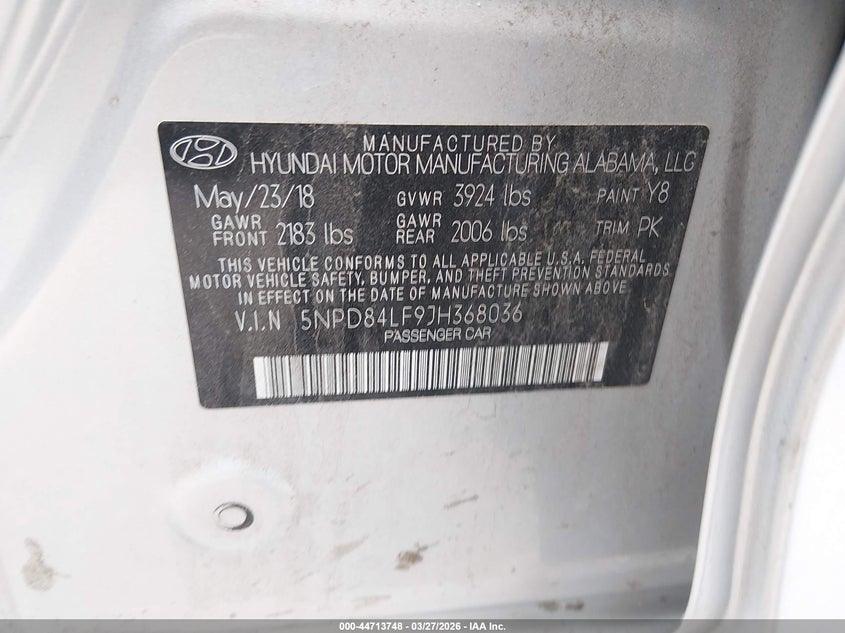 MANUFACTURED BY
HYUNDAI MOTOR MANUFACTURING ALABAMA, LLC
May/23/18 GVWR 3924 lbs PAINT Y8
GAWR FRONT 2183 lbs GAWR REAR 2006 lbs TRIM PK
THIS VEHICLE CONFORMS TO ALL APPLICABLE U.S.A. FEDERAL
MOTOR VEHICLE SAFETY, BUMPER, AND THEFT PREVENTION STANDARDS
IN EFFECT ON THE DATE OF MANUFACTURE SHOWN ABOVE.
V.I.N 5NPD84LF9JH368036
PASSENGER CAR
000-44713748 - 03/27/2026 - IAA Inc.